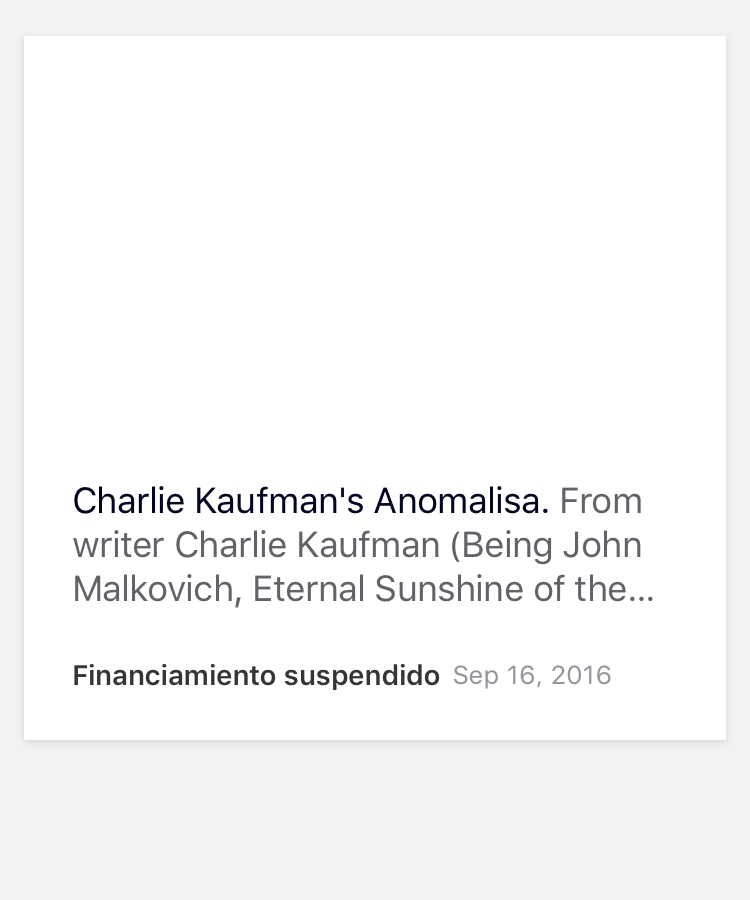 Charlie Kaufman's Anomalisa. From
writer Charlie Kaufman (Being John
Malkovich, Eternal Sunshine of the...
Financiamiento suspendido Sep 16, 2016